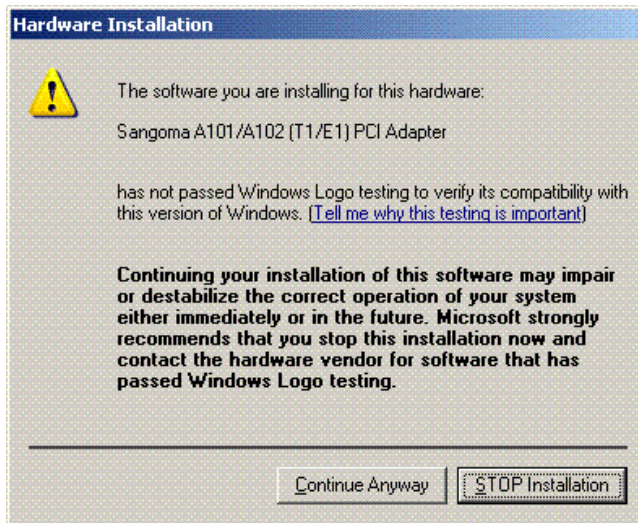 Hardware Installation
The software you are installing for this hardware:
Sangoma A101/A102 (T1/E1) PCI Adapter
has not passed Windows Logo testing to verify its compatibility with
this version of Windows. (Tell me why this testing is important)
Continuing your installation of this software may impair
or destabilize the correct operation of your system
either immediately or in the future. Microsoft strongly
recommends that you stop this installation now and
contact the hardware vendor for software that has
passed Windows Logo testing.
Continue Anyway
STOP Installation